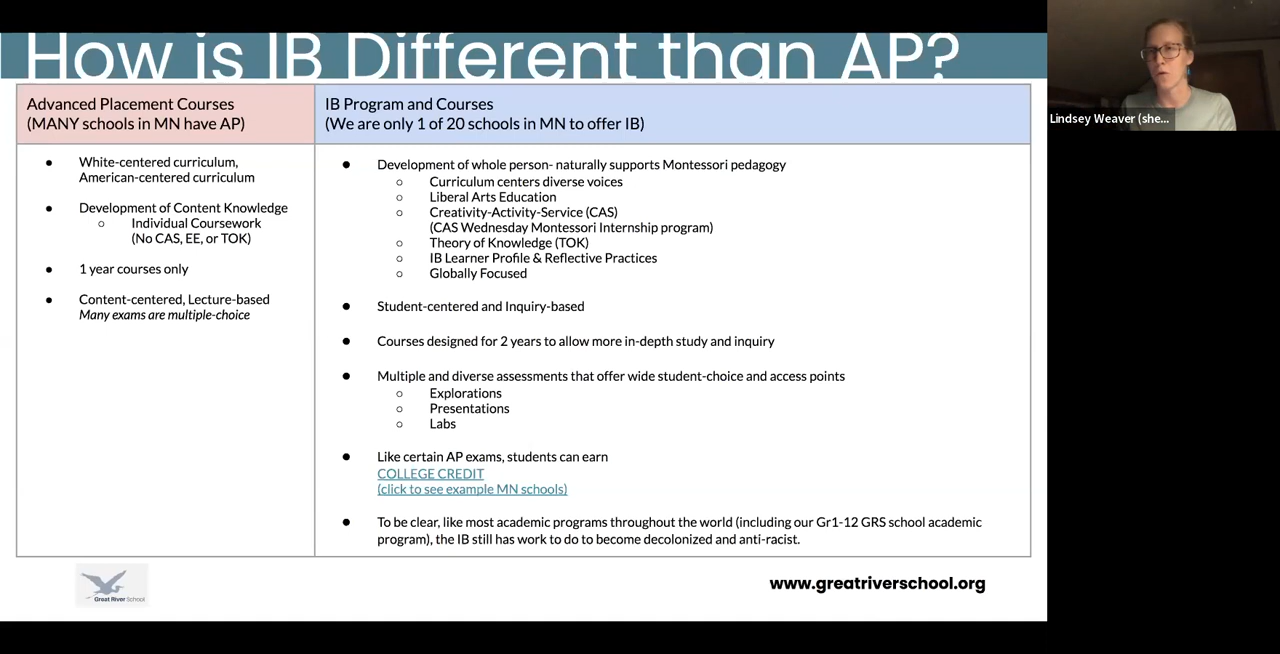 How is IB Different than AP?
Advanced Placement Courses
(MANY schools in MN have AP)
● White-centered curriculum,
American-centered curriculum
● Development of Content Knowledge
○ Individual Coursework
(No CAS, EE, or TOK)
● 1 year courses only
● Content-centered, Lecture-based
Many exams are multiple-choice
IB Program and Courses
(We are only 1 of 20 schools in MN to offer IB)
● Development of whole person- naturally supports Montessori pedagogy
○ Curriculum centers diverse voices
○ Liberal Arts Education
○ Creativity-Activity-Service (CAS)
(CAS Wednesday Montessori Internship program)
○ Theory of Knowledge (TOK)
○ IB Learner Profile & Reflective Practices
○ Globally Focused
● Student-centered and Inquiry-based
● Courses designed for 2 years to allow more in-depth study and inquiry
● Multiple and diverse assessments that offer wide student-choice and access points
○ Explorations
○ Presentations
○ Labs
● Like certain AP exams, students can earn
COLLEGE CREDIT
(click to see example MN schools)
● To be clear, like most academic programs throughout the world (including our Gr1-12 GRS school academic
program), the IB still has work to do to become decolonized and anti-racist.
Great River School
www.greatriverschool.org
Lindsey Weaver (she...